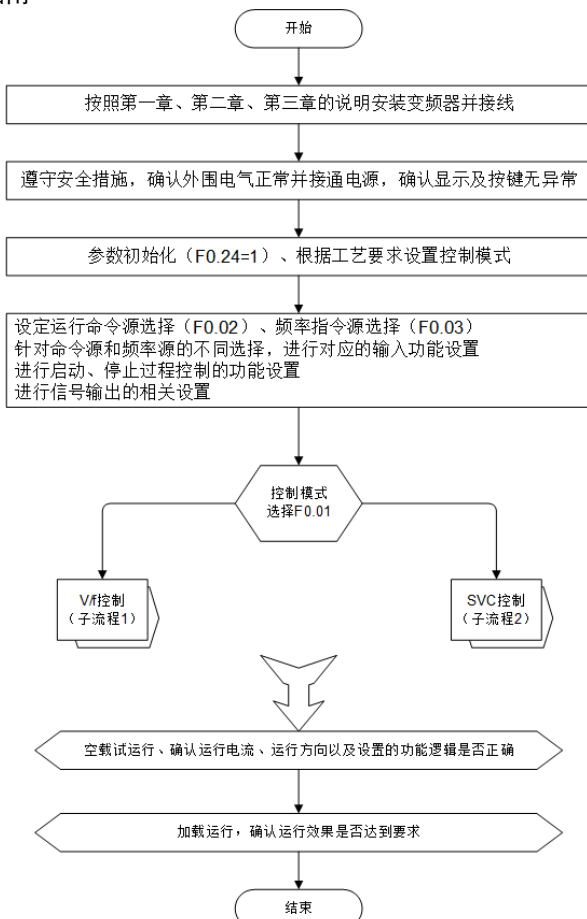 开始
按照第一章、第二章、第三章的说明安装变频器并接线
遵守安全措施，确认外围电气正常并接通电源，确认显示及按键无异常
参数初始化（F0.24=1）、根据工艺要求设置控制模式
设定运行命令源选择（F0.02）、频率指令源选择（F0.03）
针对命令源和频率源的不同选择，进行对应的输入功能设置
进行启动、停止过程控制的功能设置
进行信号输出的相关设置
控制模式
选择F0.01
V/f控制
（子流程1）
SVC控制
（子流程2）
空载试运行、确认运行电流、运行方向以及设置的功能逻辑是否正确
加载运行，确认运行效果是否达到要求
结束